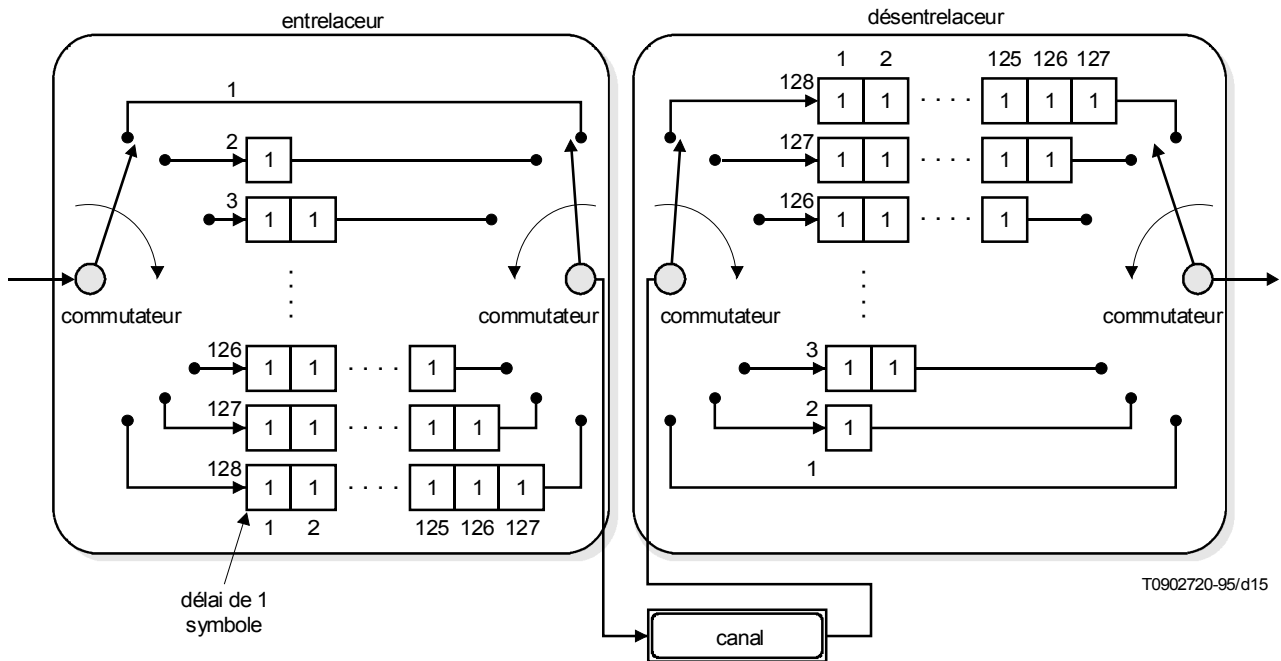 entrelaceur
désentrelaceur
1 2 125 126 127
1
128 1 1 · · · · 1 1 1
2 1
127 1 1 · · · · 1 1
3 1 1
126 1 1 · · · · 1
commutateur
commutateur
commutateur
commutateur
126 1 1 · · · · 1
3 1 1
127 1 1 · · · · 1 1
2 1
128 1 1 · · · · 1 1 1
1
1 2 125 126 127
T0902720-95/d15
délai de 1
symbole
canal